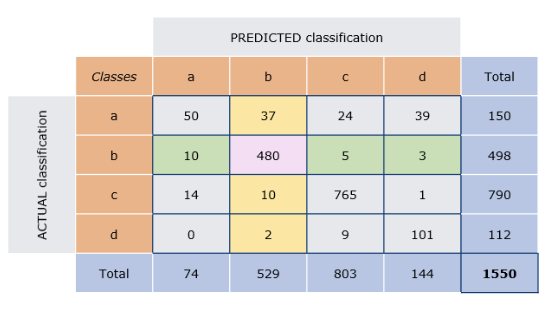 PREDICTED classification
Classes a b c d Total
ACTUAL classification
a 50 37 24 39 150
b 10 480 5 3 498
c 14 10 765 1 790
d 0 2 9 101 112
Total 74 529 803 144 1550